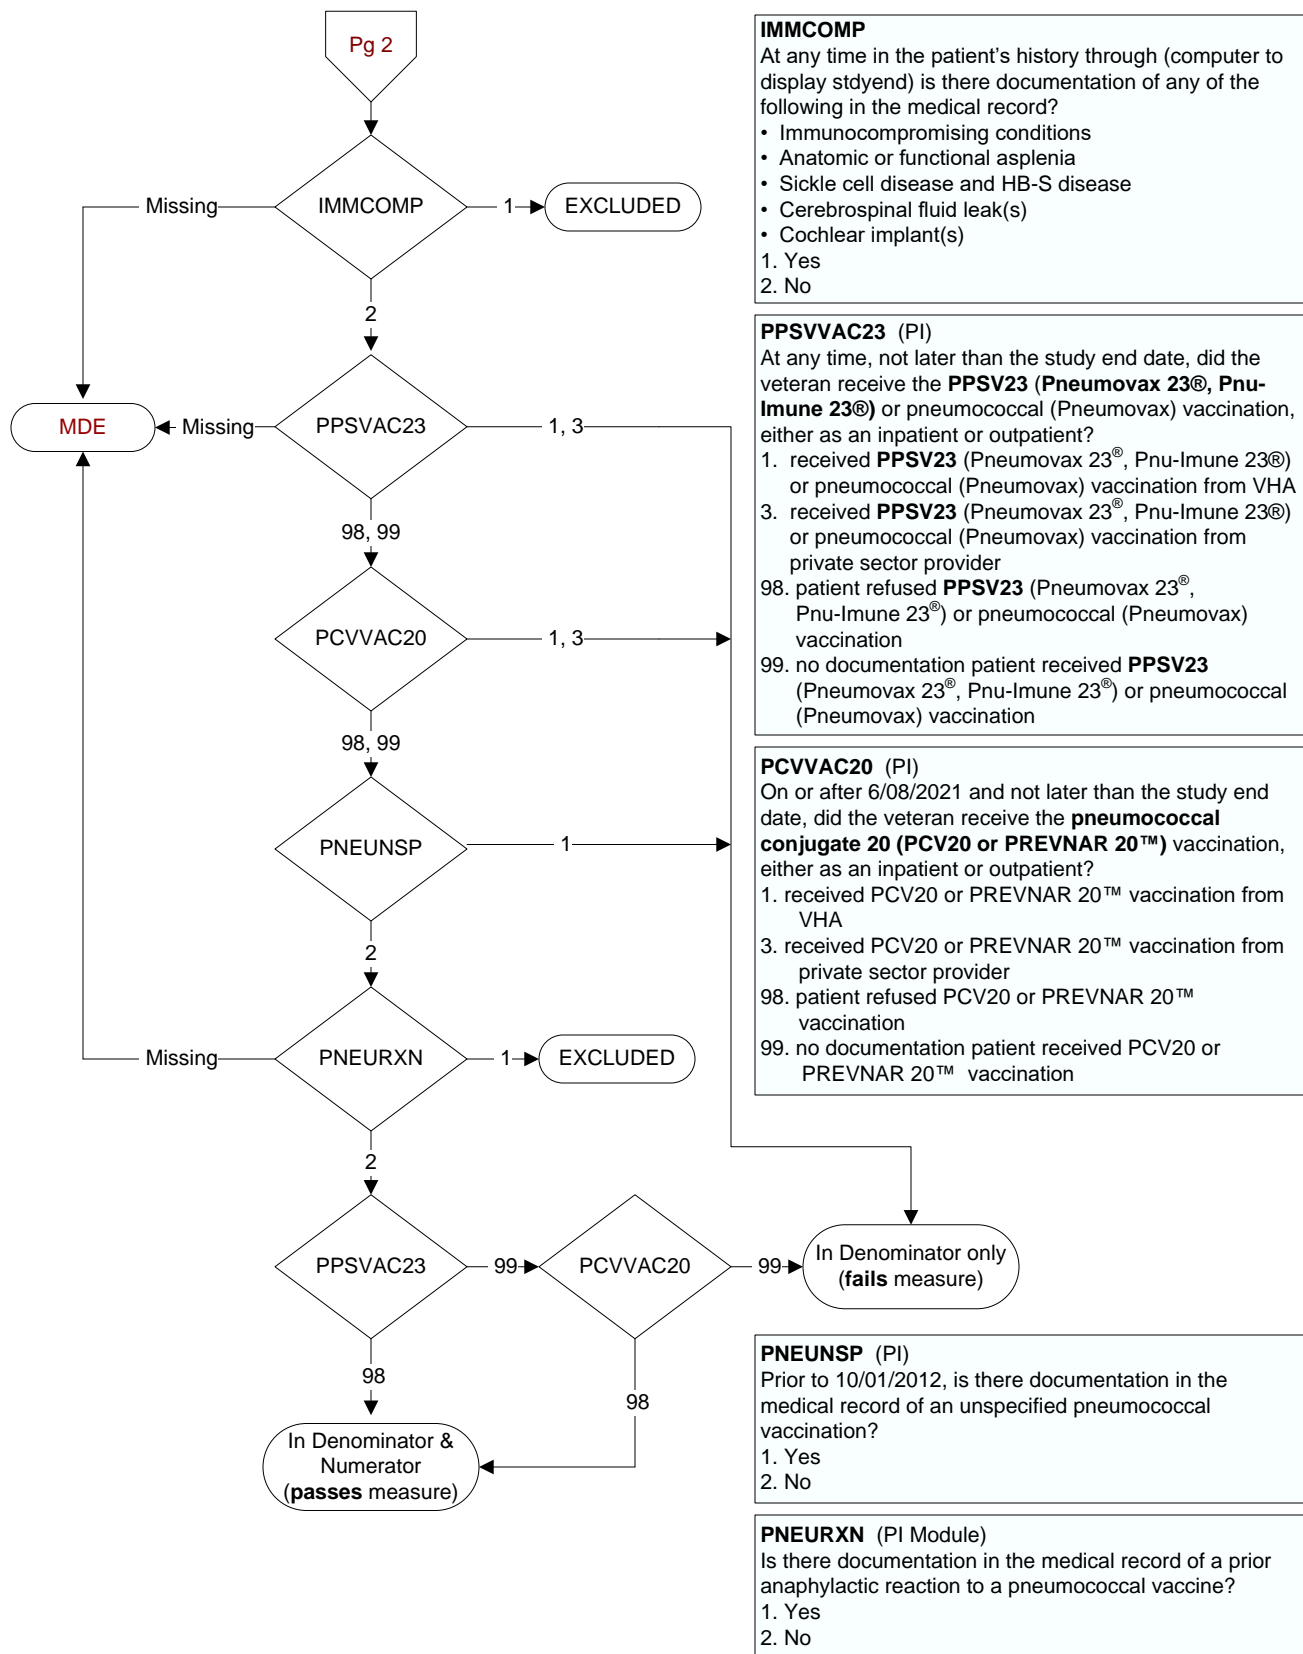 Pg 2
IMMCOMP
Missing
1
EXCLUDED
2
PPSVAC23
MDE
Missing
1, 3
98, 99
PCVVAC20
1, 3
98, 99
PNEUNSP
1
2
PNEURXN
Missing
1
EXCLUDED
2
PPSVAC23
99
PCVVAC20
99
In Denominator only
(fails measure)
98
98
In Denominator &
Numerator
(passes measure)
IMMCOMP
At any time in the patient's history through (computer to
display stdyend) is there documentation of any of the
following in the medical record?
• Immunocompromising conditions
• Anatomic or functional asplenia
• Sickle cell disease and HB-S disease
• Cerebrospinal fluid leak(s)
• Cochlear implant(s)
1. Yes
2. No
PPSVVAC23 (PI)
At any time, not later than the study end date, did the
veteran receive the PPSV23 (Pneumovax 23®, Pnu-
Imune 23®) or pneumococcal (Pneumovax) vaccination,
either as an inpatient or outpatient?
1. received PPSV23 (Pneumovax 23®, Pnu-Imune 23®)
or pneumococcal (Pneumovax) vaccination from VHA
3. received PPSV23 (Pneumovax 23®, Pnu-Imune 23®)
or pneumococcal (Pneumovax) vaccination from
private sector provider
98. patient refused PPSV23 (Pneumovax 23®,
Pnu-Imune 23®) or pneumococcal (Pneumovax)
vaccination
99. no documentation patient received PPSV23
(Pneumovax 23®, Pnu-Imune 23®) or pneumococcal
(Pneumovax) vaccination
PCVVAC20 (PI)
On or after 6/08/2021 and not later than the study end
date, did the veteran receive the pneumococcal
conjugate 20 (PCV20 or PREVNAR 20™) vaccination,
either as an inpatient or outpatient?
1. received PCV20 or PREVNAR 20™ vaccination from
VHA
3. received PCV20 or PREVNAR 20™ vaccination from
private sector provider
98. patient refused PCV20 or PREVNAR 20™
vaccination
99. no documentation patient received PCV20 or
PREVNAR 20™ vaccination
PNEUNSP (PI)
Prior to 10/01/2012, is there documentation in the
medical record of an unspecified pneumococcal
vaccination?
1. Yes
2. No
PNEURXN (PI Module)
Is there documentation in the medical record of a prior
anaphylactic reaction to a pneumococcal vaccine?
1. Yes
2. No